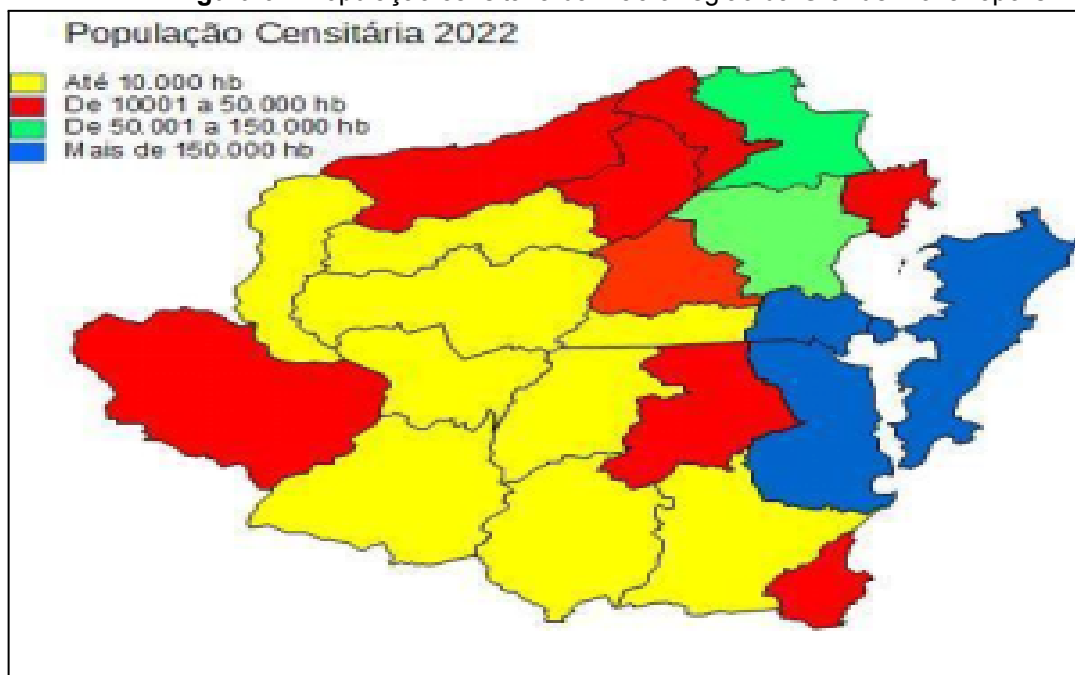 População Censitária 2022
Até 10.000 hb
De 10001 a 50.000 hb
De 50.001 a 150.000 hb
Mais de 150.000 hb